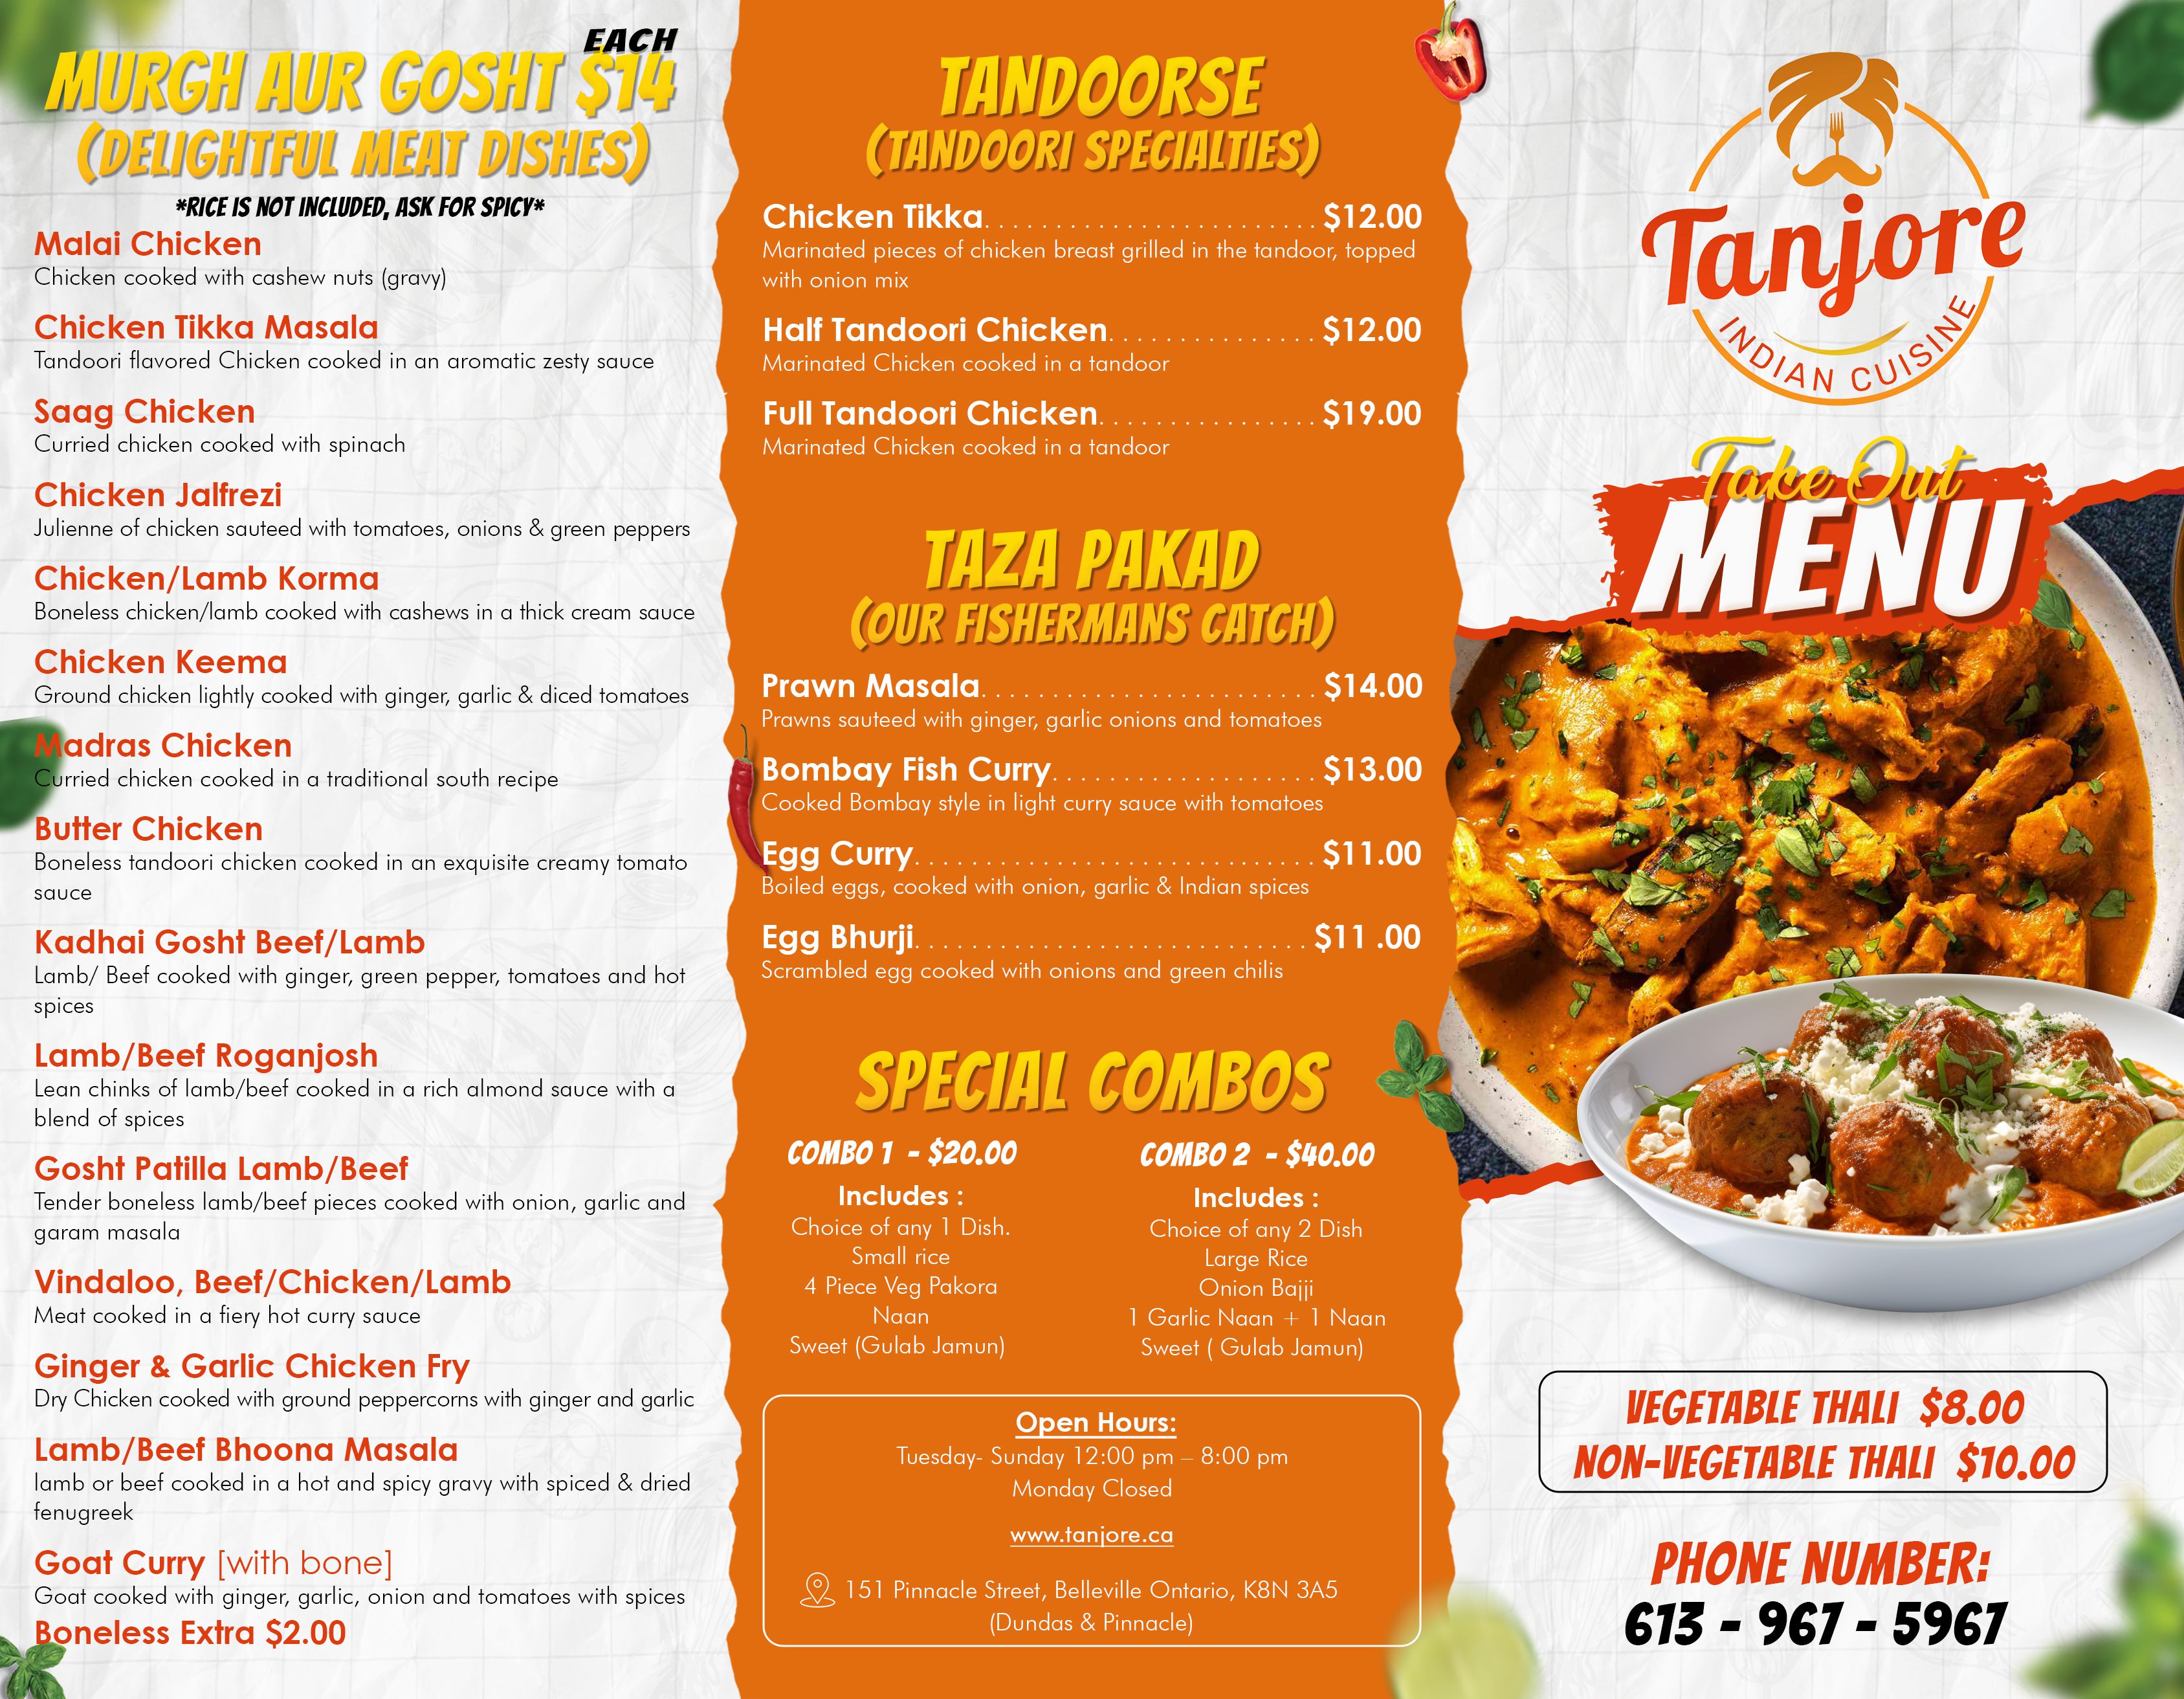 EACH
MURGH AUR GOSHT $14
(DELIGHTFUL MEAT DISHES)
*RICE IS NOT INCLUDED, ASK FOR SPICY*
Malai Chicken
Chicken cooked with cashew nuts (gravy)
Chicken Tikka Masala
Tandoori flavored Chicken cooked in an aromatic zesty sauce
Saag Chicken
Curried chicken cooked with spinach
Chicken Jalfrezi
Julienne of chicken sauteed with tomatoes, onions & green peppers
Chicken/Lamb Korma
Boneless chicken/lamb cooked with cashews in a thick cream sauce
Chicken Keema
Ground chicken lightly cooked with ginger, garlic & diced tomatoes
Madras Chicken
Curried chicken cooked in a traditional south recipe
Butter Chicken
Boneless tandoori chicken cooked in an exquisite creamy tomato
sauce
Kadhai Gosht Beef/Lamb
Lamb/ Beef cooked with ginger, green pepper, tomatoes and hot
spices
Lamb/Beef Roganjosh
Lean chinks of lamb/beef cooked in a rich almond sauce with a
blend of spices
Gosht Patilla Lamb/Beef
Tender boneless lamb/beef pieces cooked with onion, garlic and
garam masala
Vindaloo, Beef/Chicken/Lamb
Meat cooked in a fiery hot curry sauce
Ginger & Garlic Chicken Fry
Dry Chicken cooked with ground peppercorns with ginger and garlic
Lamb/Beef Bhoona Masala
lamb or beef cooked in a hot and spicy gravy with spiced & dried
fenugreek
Goat Curry [with bone]
Goat cooked with ginger, garlic, onion and tomatoes with spices
Boneless Extra $2.00
TANDOORSE
(TANDOORI SPECIALTIES)
Chicken Tikka........................ $12.00
Marinated pieces of chicken breast grilled in the tandoor, topped
with onion mix
Half Tandoori Chicken............... $12.00
Marinated Chicken cooked in a tandoor
Full Tandoori Chicken................ $19.00
Marinated Chicken cooked in a tandoor
TAZA PAKAD
(OUR FISHERMANS CATCH)
Prawn Masala........................ $14.00
Prawns sauteed with ginger, garlic onions and tomatoes
Bombay Fish Curry................... $13.00
Cooked Bombay style in light curry sauce with tomatoes
Egg Curry............................. $11.00
Boiled eggs, cooked with onion, garlic & Indian spices
Egg Bhurji............................ $11 .00
Scrambled egg cooked with onions and green chilis
SPECIAL COMBOS
COMBO 1 - $20.00
Includes :
Choice of any 1 Dish.
Small rice
4 Piece Veg Pakora
Naan
Sweet (Gulab Jamun)
COMBO 2 - $40.00
Includes :
Choice of any 2 Dish
Large Rice
Onion Bajji
1 Garlic Naan + 1 Naan
Sweet ( Gulab Jamun)
Open Hours:
Tuesday- Sunday 12:00 pm – 8:00 pm
Monday Closed
www.tanjore.ca
151 Pinnacle Street, Belleville Ontario, K8N 3A5
(Dundas & Pinnacle)
Tanjore
INDIAN CUISINE
Take Out
MENU
VEGETABLE THALI $8.00
NON-VEGETABLE THALI $10.00
PHONE NUMBER:
613 - 967 - 5967